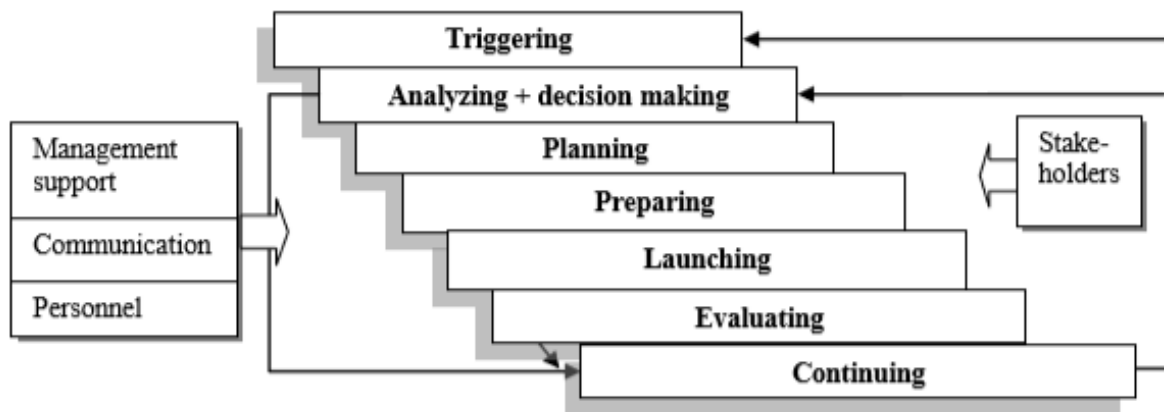 Triggering
Analyzing + decision making
Planning
Preparing
Launching
Evaluating
Continuing
Management
support
Communication
Personnel
Stake-
holders